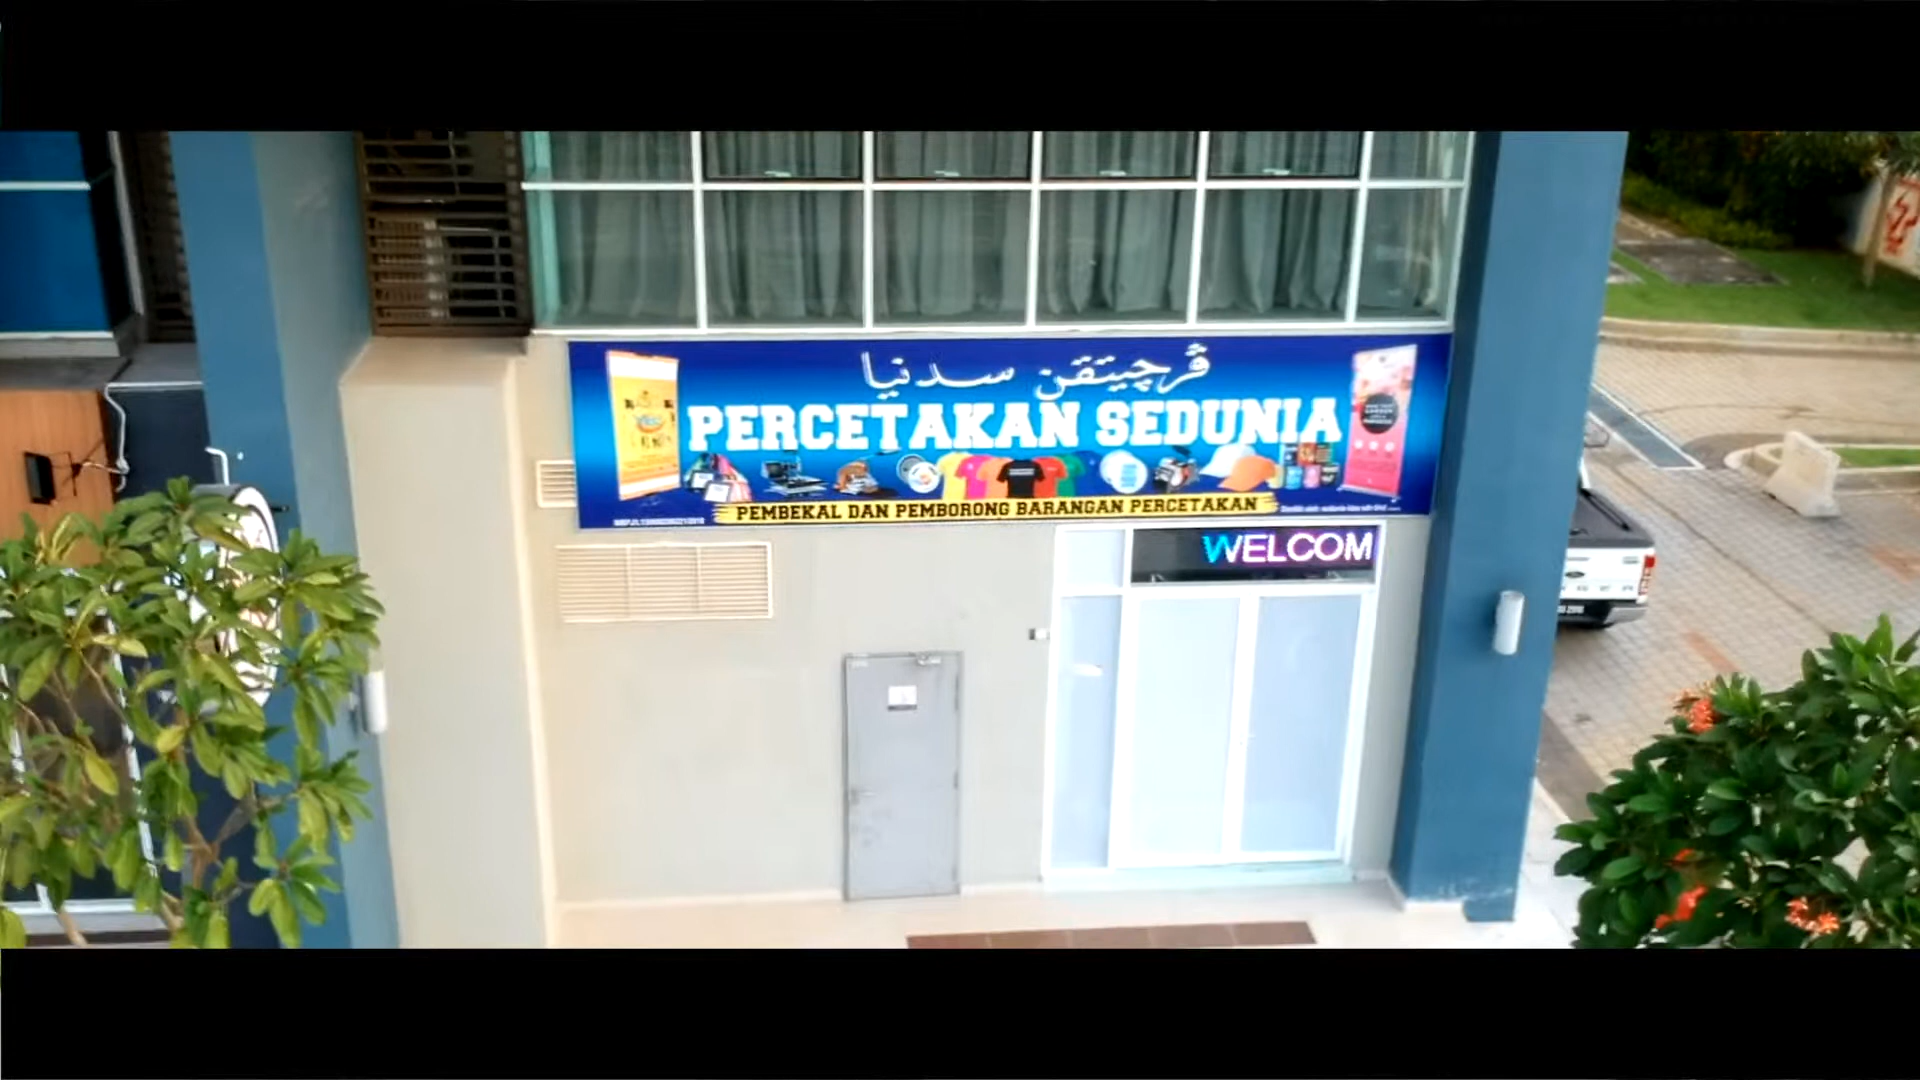 ڤرچيتقن سدنيا
PERCETAKAN SEDUNIA
PEMBEKAL DAN PEMBORONG BARANGAN PERCETAKAN
WELCOM